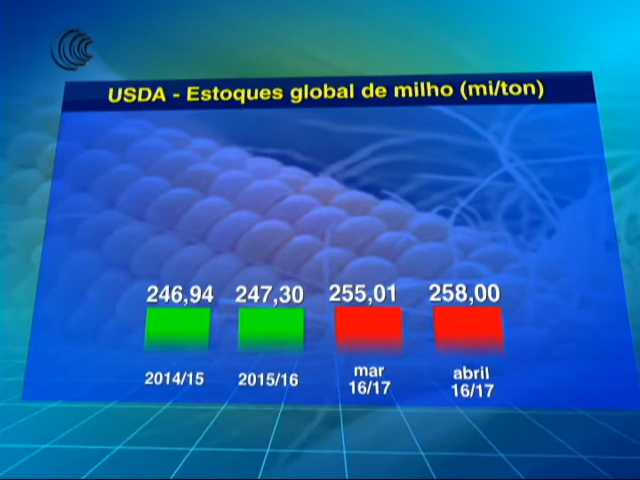 USDA - Estoques global de milho (mi/ton)
246,94 247,30 255,01 258,00
2014/15 2015/16 mar 16/17 abril 16/17